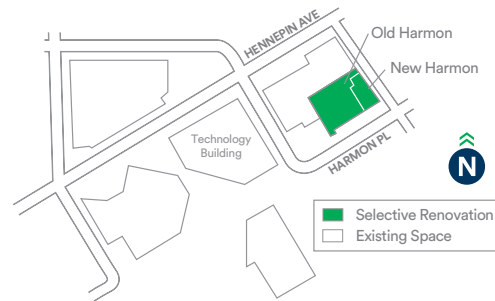 HENNEPIN AVE
Old Harmon
New Harmon
Technology
Building
HARMON PL
N
Selective Renovation
Existing Space